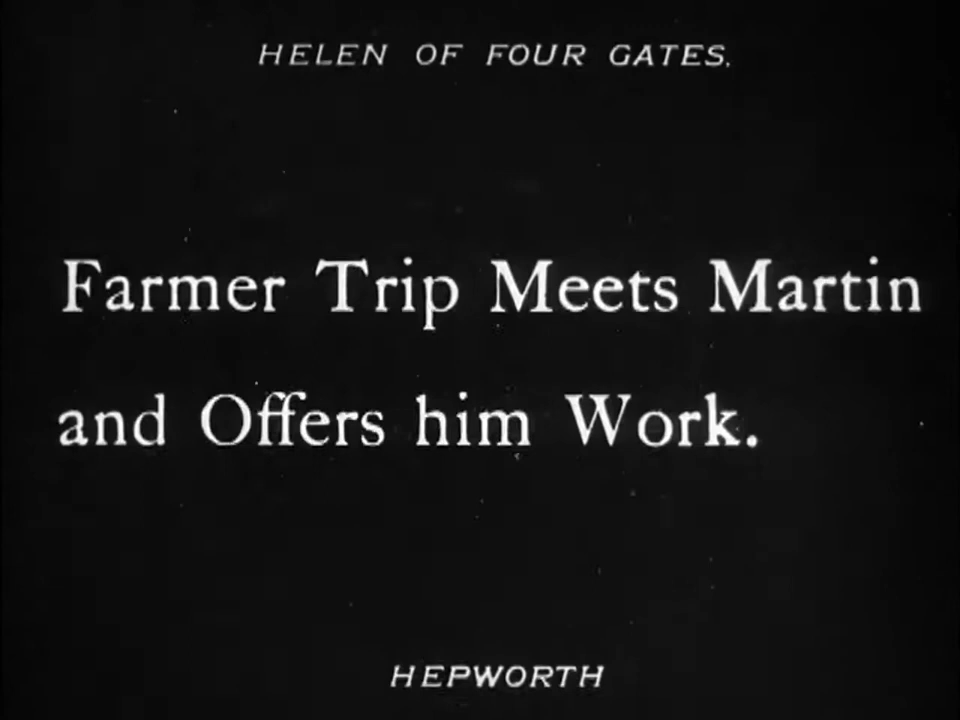 HELEN OF FOUR GATES.
Farmer Trip Meets Martin
and Offers him Work.
HEPWORTH